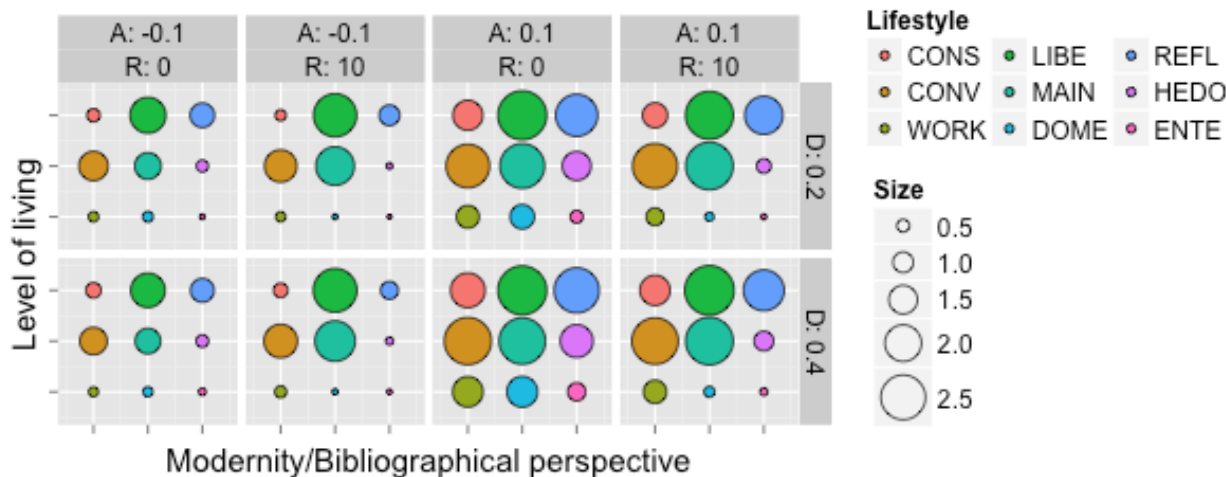 A: -0.1 A: -0.1 A: 0.1 A: 0.1
R: 0 R: 10 R: 0 R: 10
D: 0.2
D: 0.4
Level of living
Modernity/Bibliographical perspective
Lifestyle
CONS LIBE REFL
CONV MAIN HEDO
WORK DOME ENTE
Size
0.5
1.0
1.5
2.0
2.5